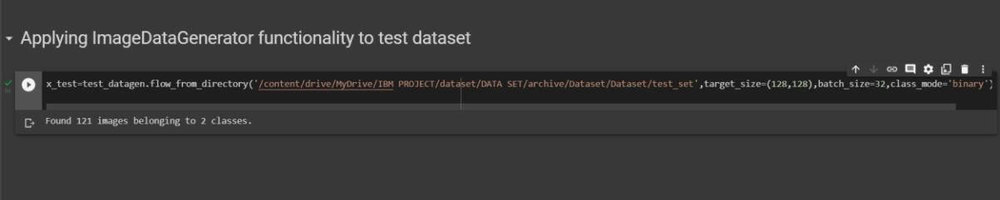 Applying ImageDataGenerator functionality to test dataset
x_test=test_datagen.flow_from_directory('/content/drive/MyDrive/IBM PROJECT/dataset/DATA SET/archive/Dataset/Dataset/test_set',target_size=(128,128),batch_size=32,class_mode='binary')
Found 121 images belonging to 2 classes.